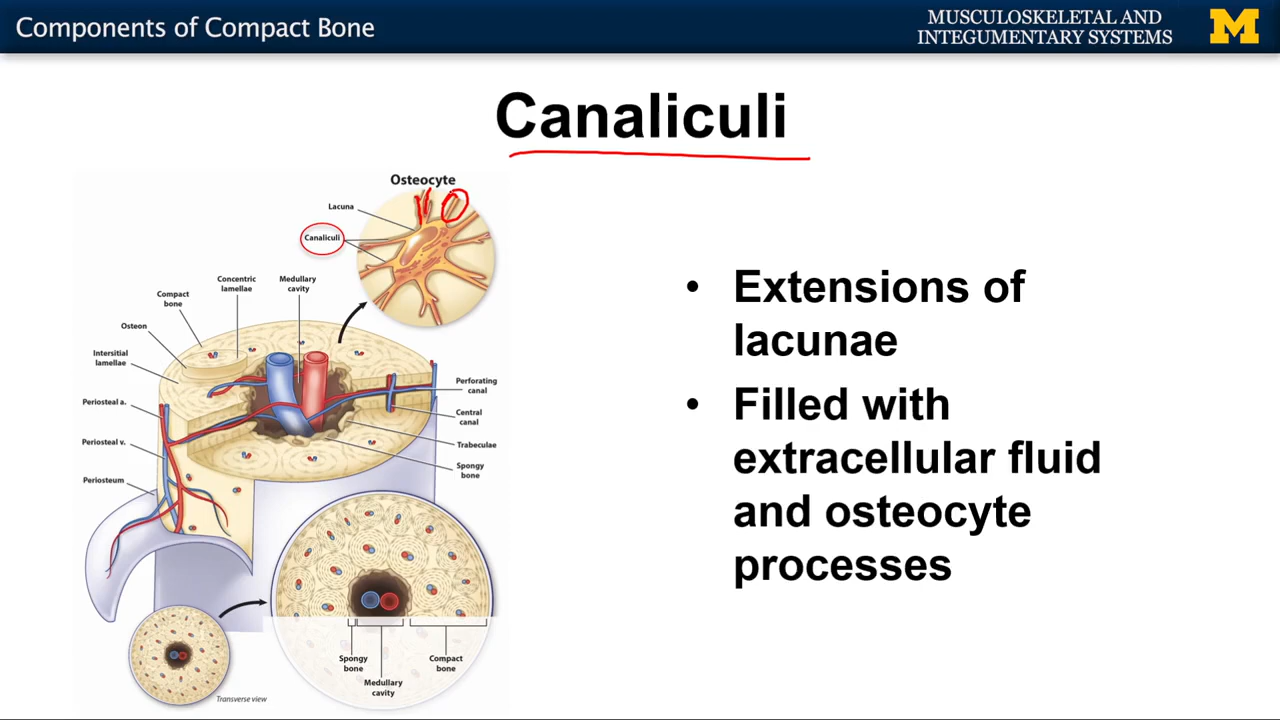 Components of Compact Bone
MUSCULOSKELETAL AND
INTEGUMENTARY SYSTEMS
M
Canaliculi
Osteocyte
Lacuna
Canaliculi
Concentric
lamellae
Medullary
cavity
Compact
bone
Osteon
Intersitial
lamellae
Periosteal a.
Periosteal v.
Periosteum
Perforating
canal
Central
canal
Trabeculae
Spongy
bone
Spongy
bone
Medullary
cavity
Compact
bone
Transverse view
• Extensions of
lacunae
• Filled with
extracellular fluid
and osteocyte
processes